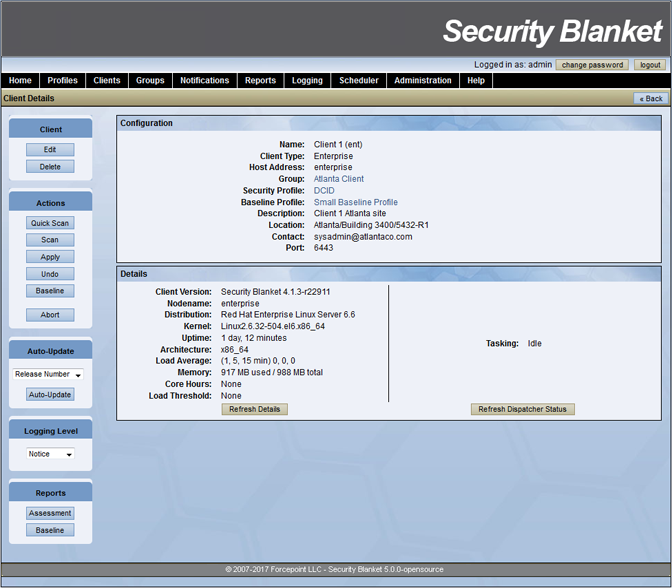 Security Blanket
Logged in as: admin change password logout
Home Profiles Clients Groups Notifications Reports Logging Scheduler Administration Help
Client Details « Back
Client
Edit
Delete
Actions
Quick Scan
Scan
Apply
Undo
Baseline
Abort
Auto-Update
Release Number
Auto-Update
Logging Level
Notice
Reports
Assessment
Baseline
Configuration
Name: Client 1 (ent)
Client Type: Enterprise
Host Address: enterprise
Group: Atlanta Client
Security Profile: DCID
Baseline Profile: Small Baseline Profile
Description: Client 1 Atlanta site
Location: Atlanta/Building 3400/5432-R1
Contact: sysadmin@atlantaco.com
Port: 6443
Details
Client Version: Security Blanket 4.1.3-r22911
Nodename: enterprise
Distribution: Red Hat Enterprise Linux Server 6.6
Kernel: Linux2.6.32-504.el6.x86_64
Uptime: 1 day, 12 minutes
Architecture: x86_64
Load Average: (1, 5, 15 min) 0, 0, 0
Memory: 917 MB used / 988 MB total
Core Hours: None
Load Threshold: None
Refresh Details
Tasking: Idle
Refresh Dispatcher Status
© 2007-2017 Forcepoint LLC - Security Blanket 5.0.0-opensource